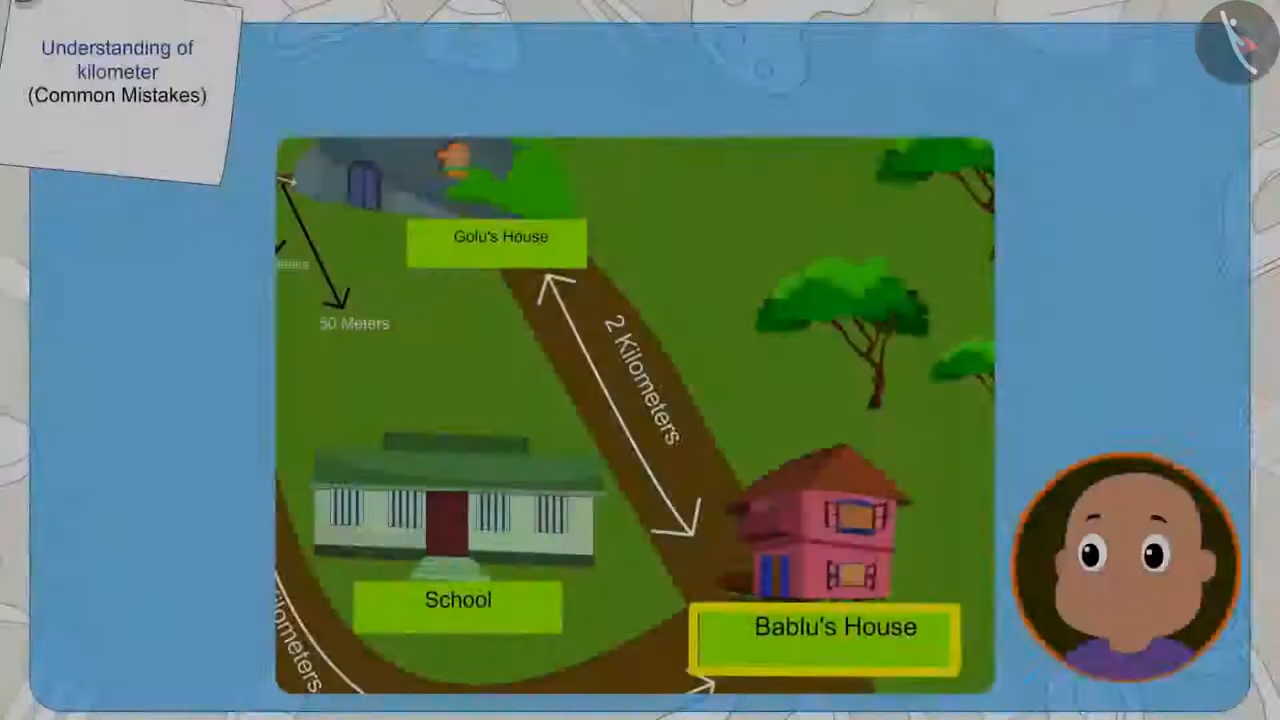 Understanding of
kilometer
(Common Mistakes)
Golu's House
50 Meters
2 Kilometers
School
Bablu's House